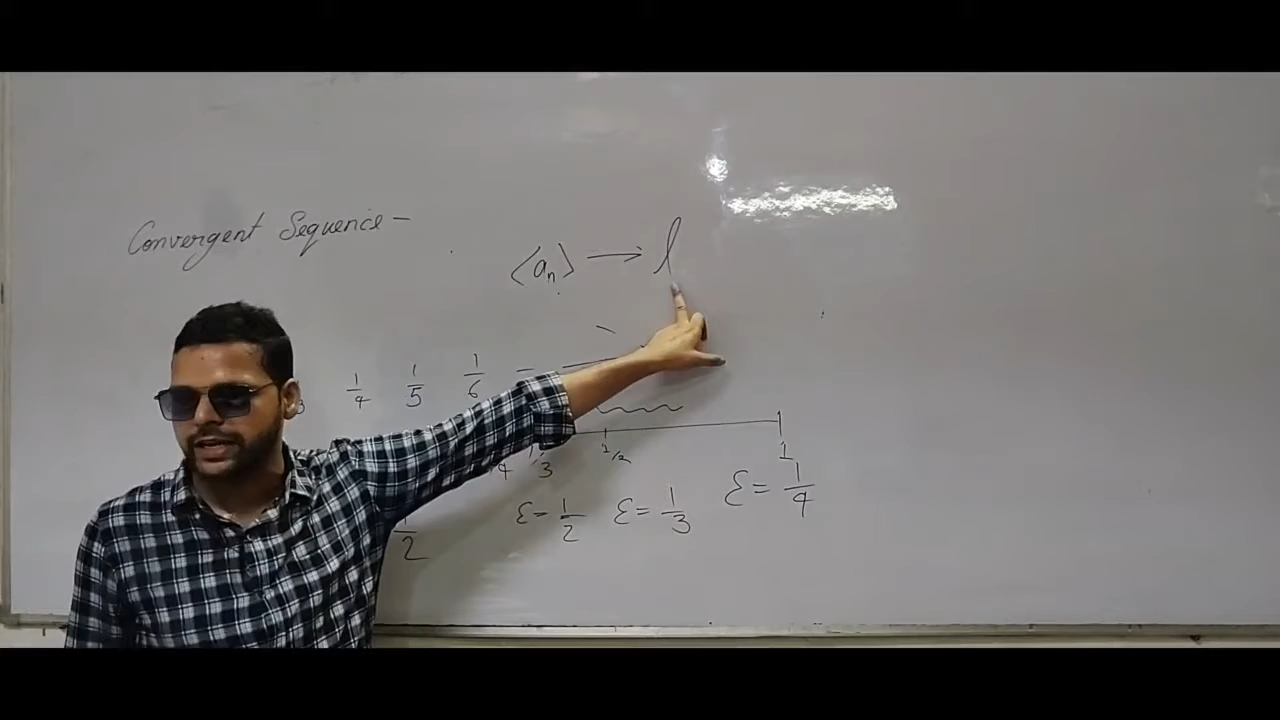 Convergent Sequence –
⟨aₙ⟩ → l
1/4 1/5 1/6 – –
1/3 1/2 1
1/2 ε = 1/2 ε = 1/3 ε = 1/4